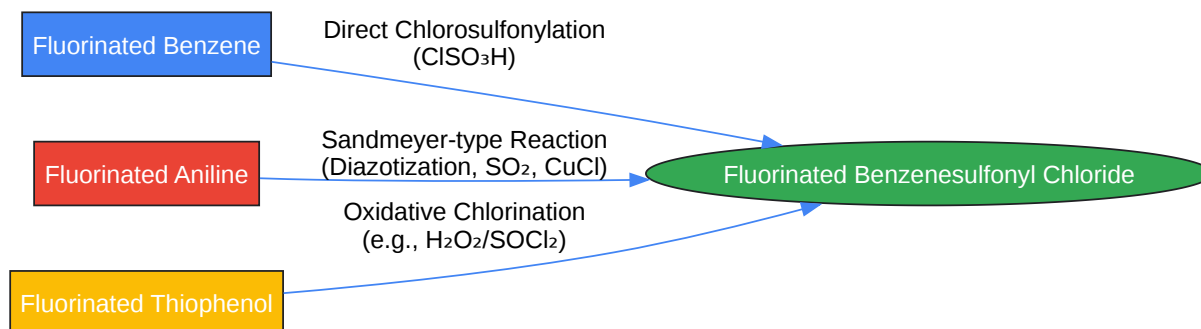 Fluorinated Benzene
Direct Chlorosulfonylation
(ClSO₃H)
Fluorinated Aniline
Sandmeyer-type Reaction
(Diazotization, SO₂, CuCl)
Fluorinated Benzenesulfonyl Chloride
Oxidative Chlorination
(e.g., H₂O₂/SOCl₂)
Fluorinated Thiophenol